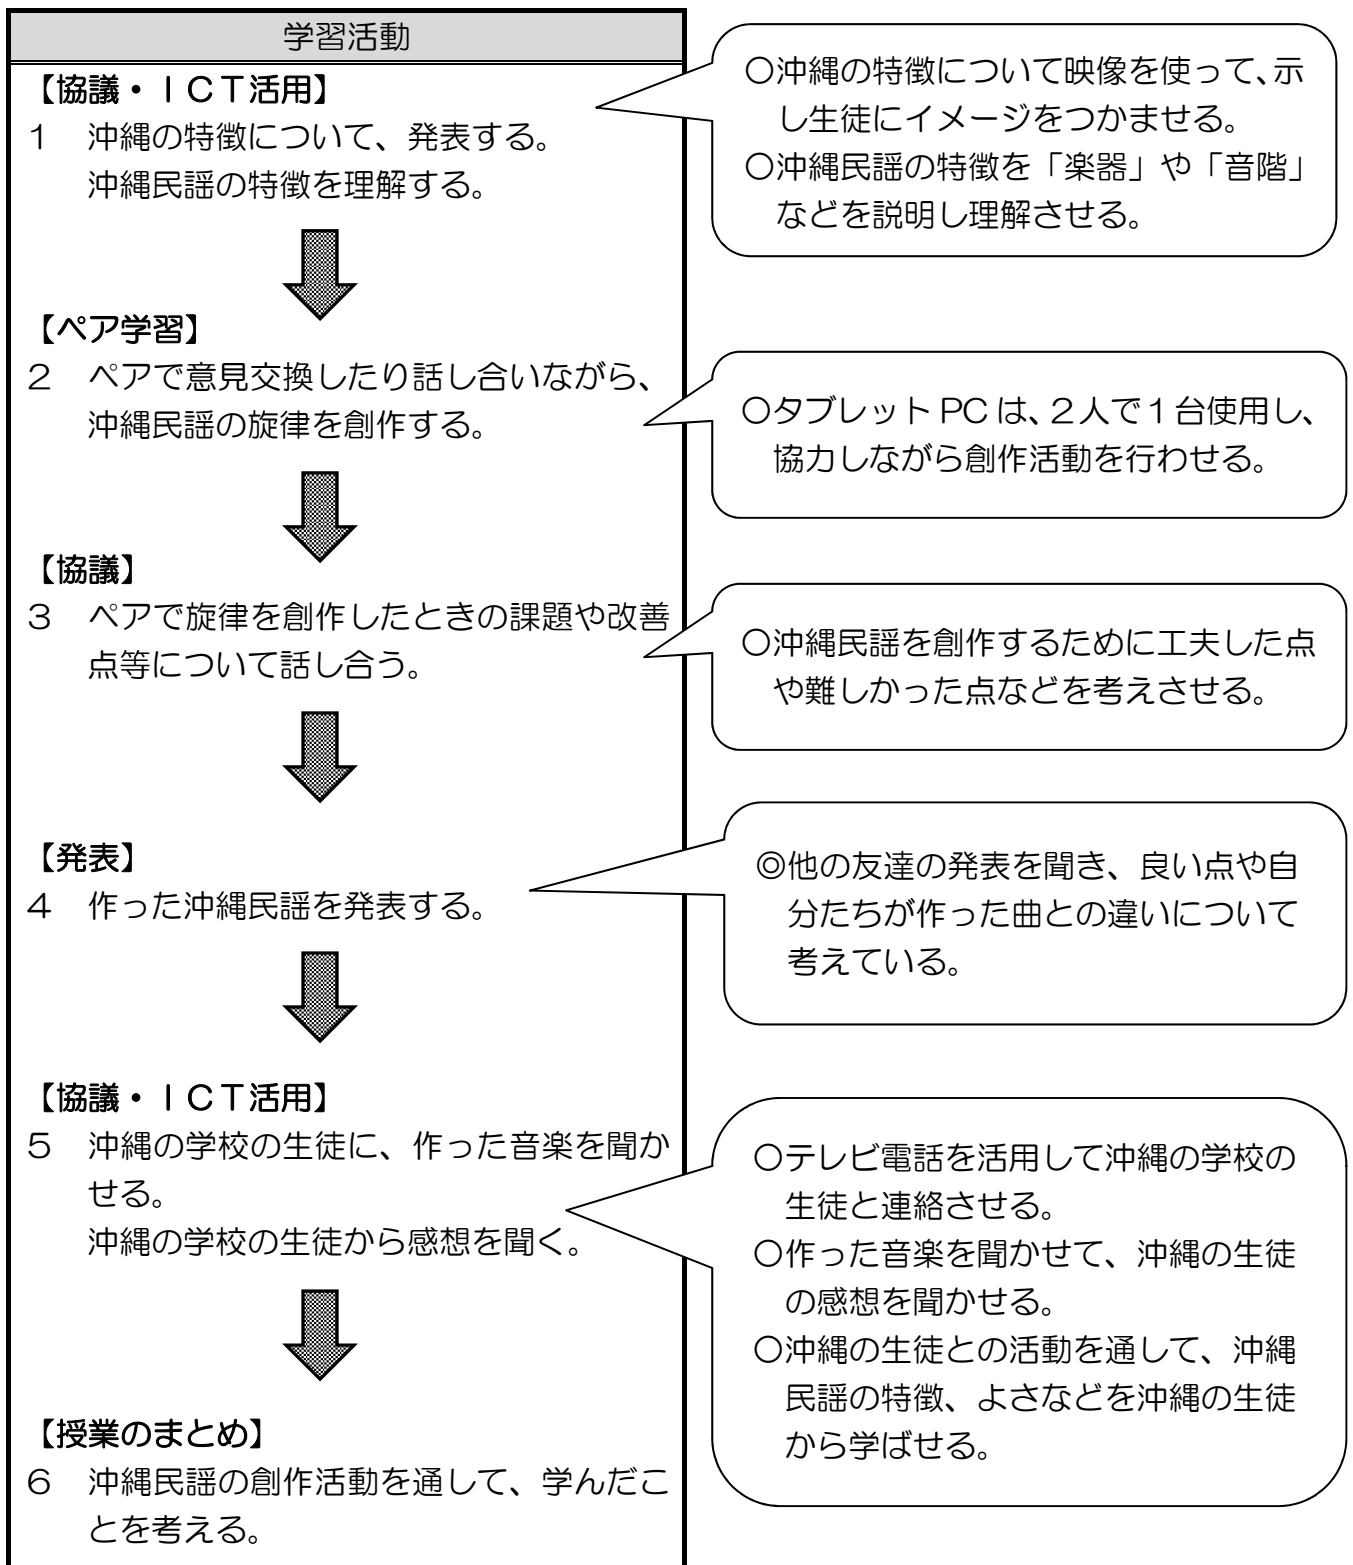 学習活動
【協議・ＩＣＴ活用】
１　沖縄の特徴について、発表する。
沖縄民謡の特徴を理解する。
〇沖縄の特徴について映像を使って、示
し生徒にイメージをつかませる。
〇沖縄民謡の特徴を「楽器」や「音階」
などを説明し理解させる。
【ペア学習】
２　ペアで意見交換したり話し合いながら、
沖縄民謡の旋律を創作する。
〇タブレット PC は、２人で１台使用し、
協力しながら創作活動を行わせる。
【協議】
３　ペアで旋律を創作したときの課題や改善
点等について話し合う。
〇沖縄民謡を創作するために工夫した点
や難しかった点などを考えさせる。
【発表】
４　作った沖縄民謡を発表する。
◎他の友達の発表を聞き、良い点や自
分たちが作った曲との違いについて
考えている。
【協議・ＩＣＴ活用】
５　沖縄の学校の生徒に、作った音楽を聞か
せる。
沖縄の学校の生徒から感想を聞く。
〇テレビ電話を活用して沖縄の学校の
生徒と連絡させる。
〇作った音楽を聞かせて、沖縄の生徒
の感想を聞かせる。
〇沖縄の生徒との活動を通して、沖縄
民謡の特徴、よさなどを沖縄の生徒
から学ばせる。
【授業のまとめ】
６　沖縄民謡の創作活動を通して、学んだこ
とを考える。